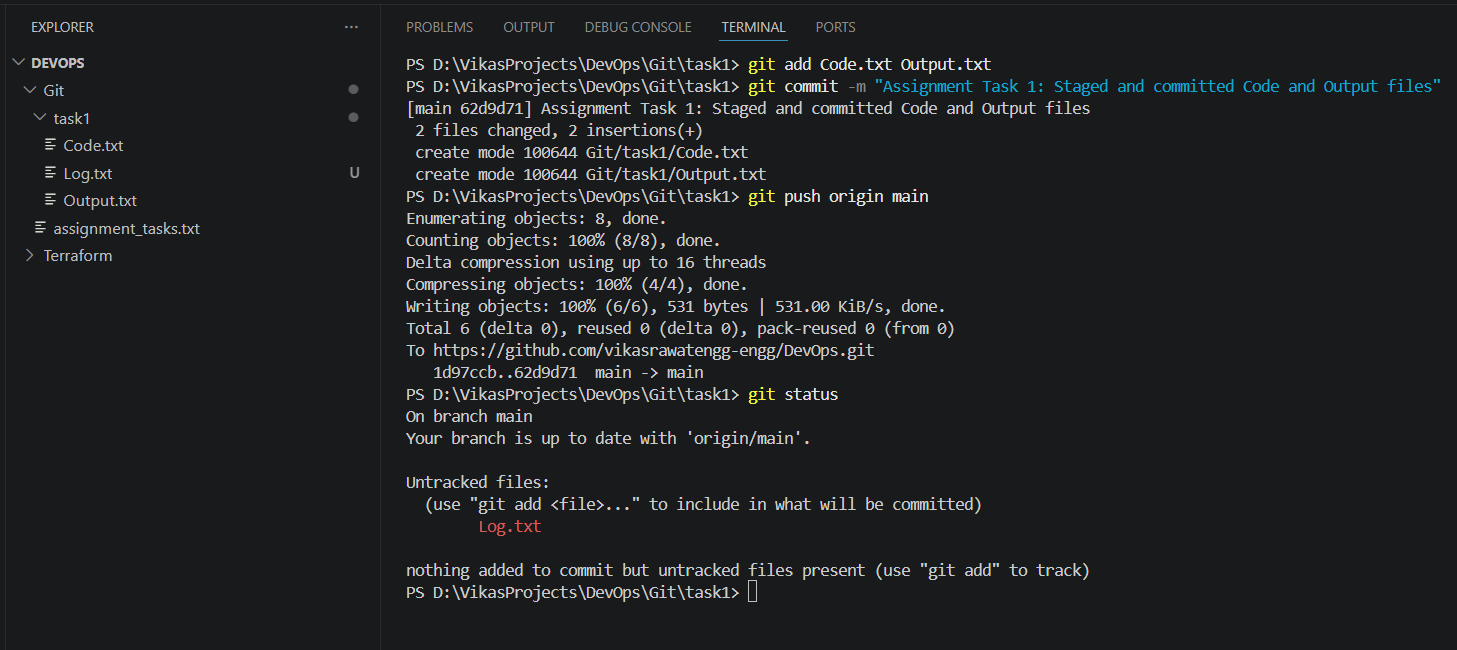 EXPLORER
···
DEVOPS
Git
task1
Code.txt
Log.txt U
Output.txt
assignment_tasks.txt
Terraform
PROBLEMS OUTPUT DEBUG CONSOLE TERMINAL PORTS
PS D:\VikasProjects\DevOps\Git\task1> git add Code.txt Output.txt
PS D:\VikasProjects\DevOps\Git\task1> git commit -m "Assignment Task 1: Staged and committed Code and Output files"
[main 62d9d71] Assignment Task 1: Staged and committed Code and Output files
 2 files changed, 2 insertions(+)
 create mode 100644 Git/task1/Code.txt
 create mode 100644 Git/task1/Output.txt
PS D:\VikasProjects\DevOps\Git\task1> git push origin main
Enumerating objects: 8, done.
Counting objects: 100% (8/8), done.
Delta compression using up to 16 threads
Compressing objects: 100% (4/4), done.
Writing objects: 100% (6/6), 531 bytes | 531.00 KiB/s, done.
Total 6 (delta 0), reused 0 (delta 0), pack-reused 0 (from 0)
To https://github.com/vikasrawatengg-engg/DevOps.git
   1d97ccb..62d9d71  main -> main
PS D:\VikasProjects\DevOps\Git\task1> git status
On branch main
Your branch is up to date with 'origin/main'.
Untracked files:
  (use "git add <file>..." to include in what will be committed)
        Log.txt
nothing added to commit but untracked files present (use "git add" to track)
PS D:\VikasProjects\DevOps\Git\task1>